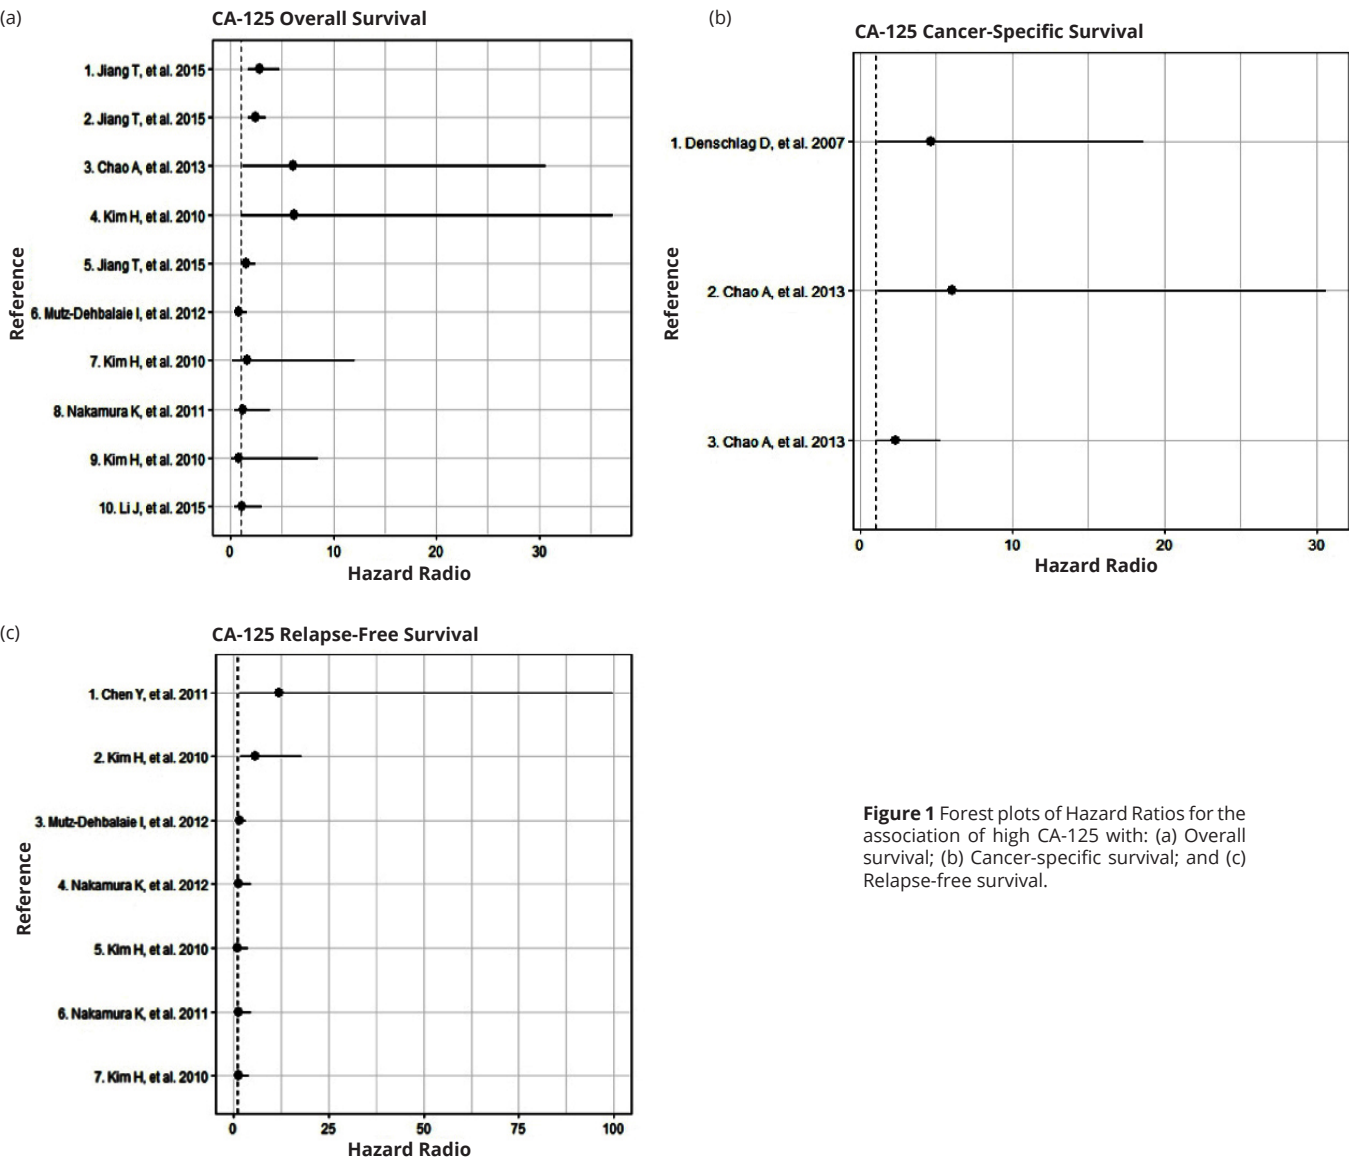 (a)
CA-125 Overall Survival
Reference
1. Jiang T, et al. 2015
2. Jiang T, et al. 2015
3. Chao A, et al. 2013
4. Kim H, et al. 2010
5. Jiang T, et al. 2015
6. Mutz-Dehbalaie I, et al. 2012
7. Kim H, et al. 2010
8. Nakamura K, et al. 2011
9. Kim H, et al. 2010
10. Li J, et al. 2015
0 10 20 30
Hazard Radio
(b)
CA-125 Cancer-Specific Survival
Reference
1. Denschlag D, et al. 2007
2. Chao A, et al. 2013
3. Chao A, et al. 2013
0 10 20 30
Hazard Radio
(c)
CA-125 Relapse-Free Survival
Reference
1. Chen Y, et al. 2011
2. Kim H, et al. 2010
3. Mutz-Dehbalaie I, et al. 2012
4. Nakamura K, et al. 2012
5. Kim H, et al. 2010
6. Nakamura K, et al. 2011
7. Kim H, et al. 2010
0 25 50 75 100
Hazard Radio
Figure 1 Forest plots of Hazard Ratios for the
association of high CA-125 with: (a) Overall
survival; (b) Cancer-specific survival; and (c)
Relapse-free survival.